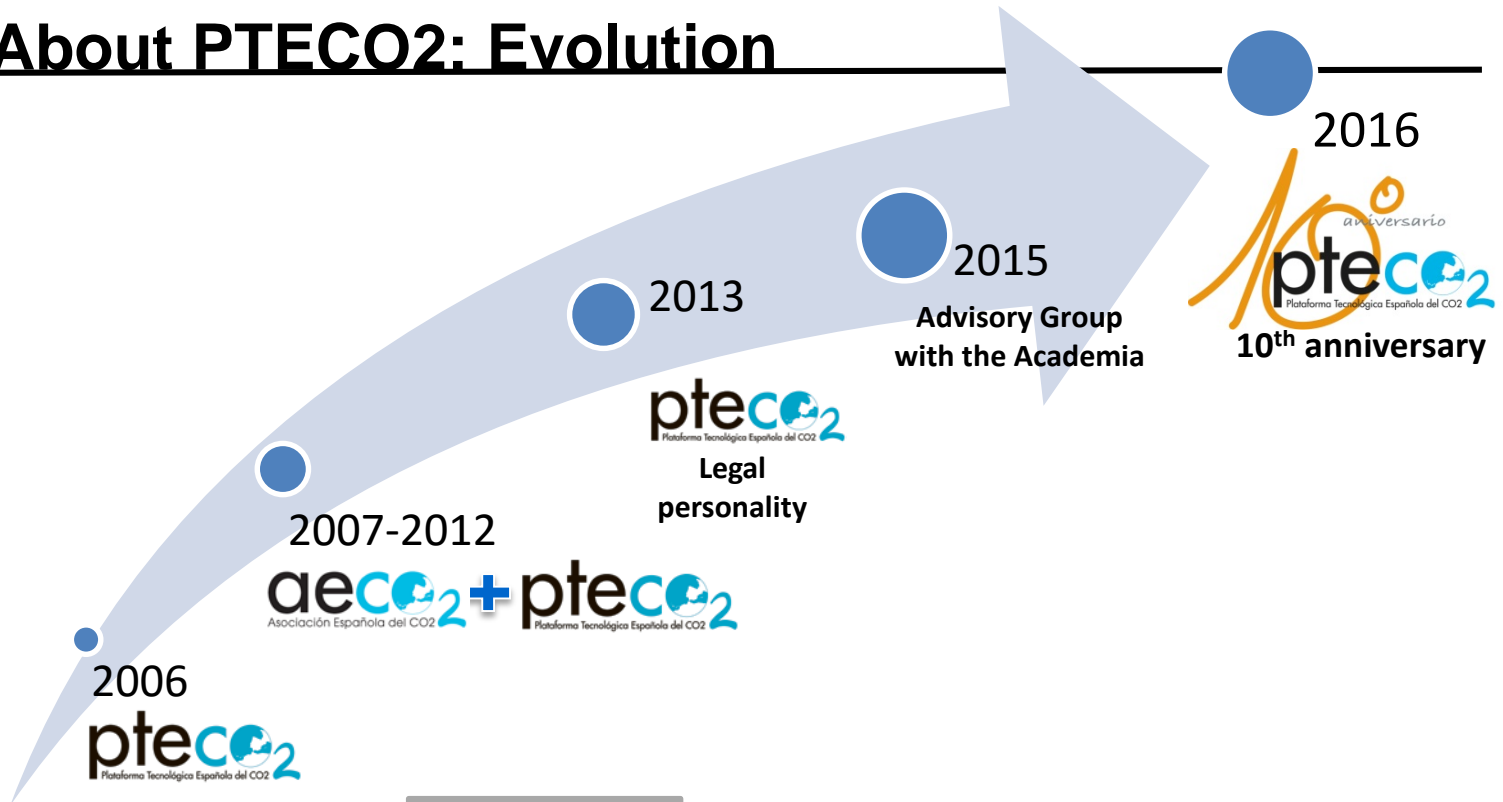 About PTECO2: Evolution
2016
10º
aniversario
pteco2
Plataforma Tecnológica Española del CO2
10th anniversary
2015
Advisory Group
with the Academia
2013
pteco2
Plataforma Tecnológica Española del CO2
Legal
personality
2007-2012
aeco2 + pteco2
Asociación Española del CO2 Plataforma Tecnológica Española del CO2
2006
pteco2
Plataforma Tecnológica Española del CO2